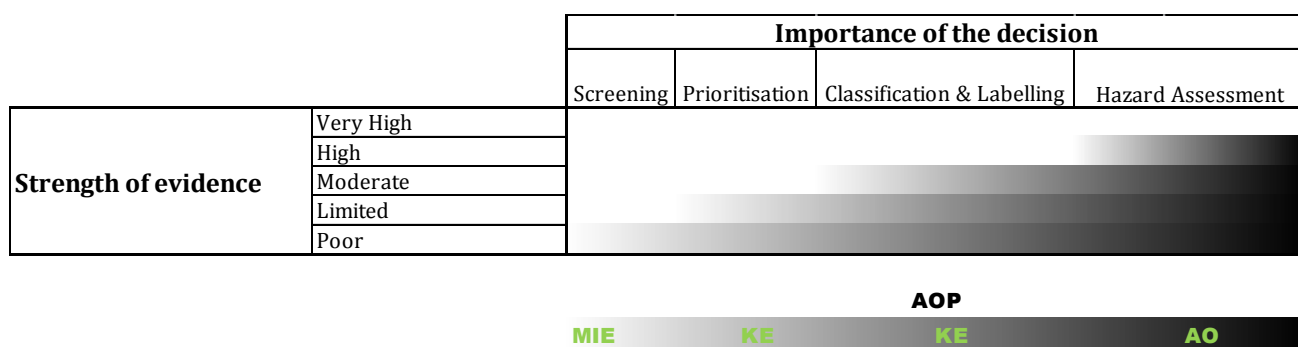 Importance of the decision
Screening Prioritisation Classification & Labelling Hazard Assessment
Strength of evidence
Very High
High
Moderate
Limited
Poor
AOP
MIE KE KE AO